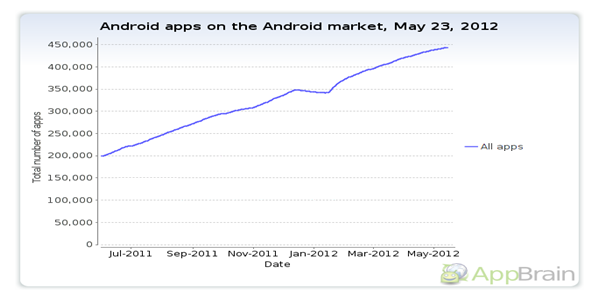 Android apps on the Android market, May 23, 2012
450,000
400,000
350,000
300,000
250,000
200,000
150,000
100,000
50,000
0
Total number of apps
Jul-2011 Sep-2011 Nov-2011 Jan-2012 Mar-2012 May-2012
Date
All apps
AppBrain